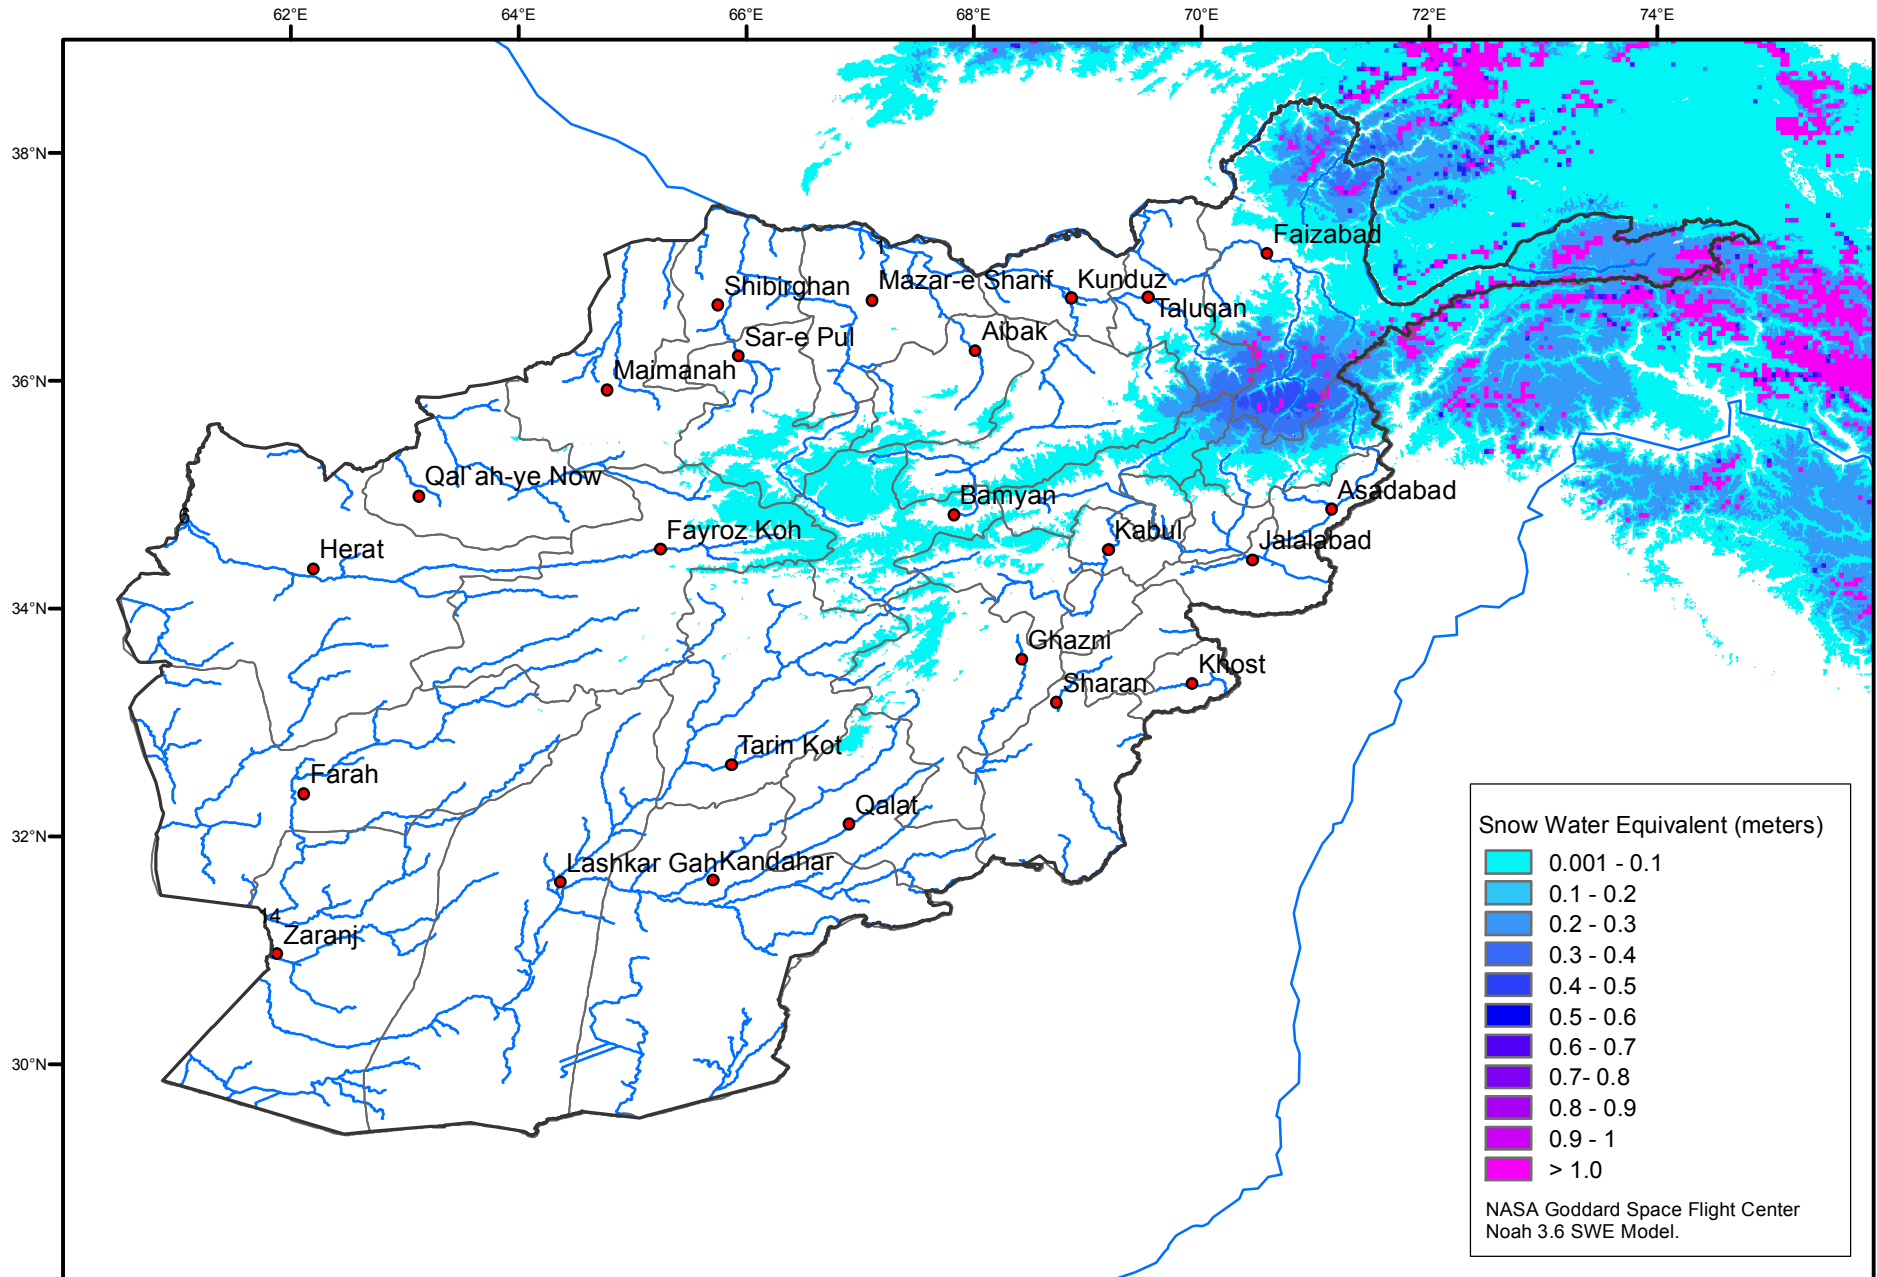 62°E 64°E 66°E 68°E 70°E 72°E 74°E
38°N
36°N
34°N
32°N
30°N
Faizabad
Shibirghan
Mazar-e Sharif
Kunduz
Taluqan
Sar-e Pul
Aibak
Maimanah
Qal`ah-ye Now
Bamyan
Asadabad
6
Herat
Fayroz Koh
Kabul
Jalalabad
Ghazni
Khost
Sharan
Tarin Kot
Farah
Qalat
Lashkar Gah
Kandahar
14
Zaranj
Snow Water Equivalent (meters)
0.001 - 0.1
0.1 - 0.2
0.2 - 0.3
0.3 - 0.4
0.4 - 0.5
0.5 - 0.6
0.6 - 0.7
0.7- 0.8
0.8 - 0.9
0.9 - 1
> 1.0
NASA Goddard Space Flight Center
Noah 3.6 SWE Model.